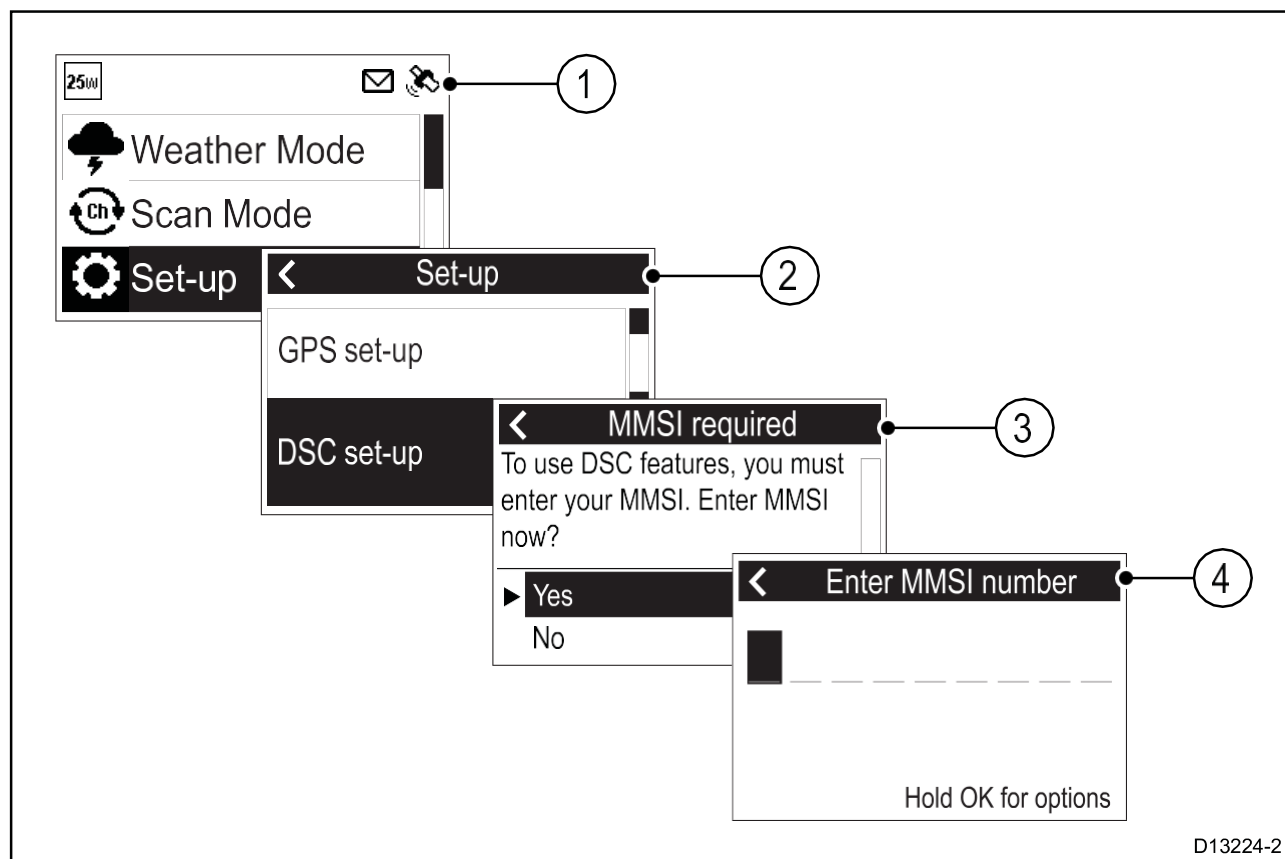 25W
1
Weather Mode
Ch
Scan Mode
Set-up
Set-up
2
GPS set-up
DSC set-up
MMSI required
3
To use DSC features, you must
enter your MMSI. Enter MMSI
now?
Yes
No
Enter MMSI number
4
Hold OK for options
D13224-2